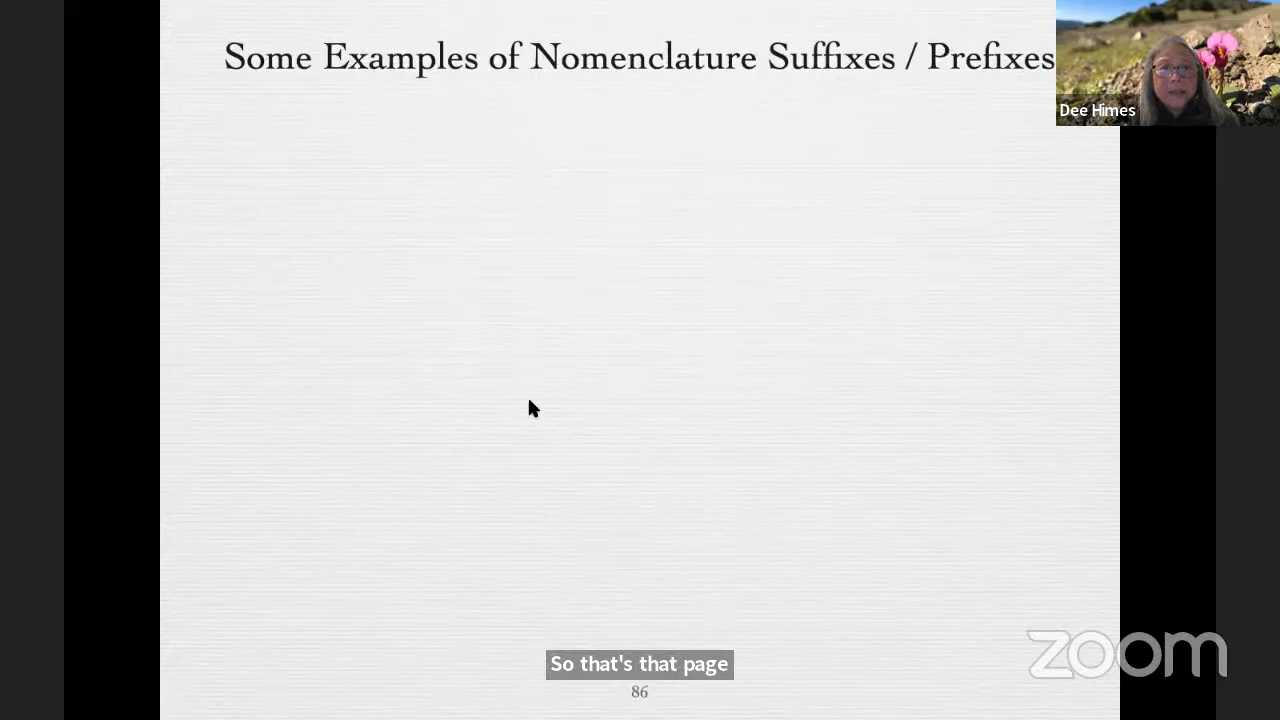 Some Examples of Nomenclature Suffixes / Prefixes
Dee Himes
So that's that page
86
zoom